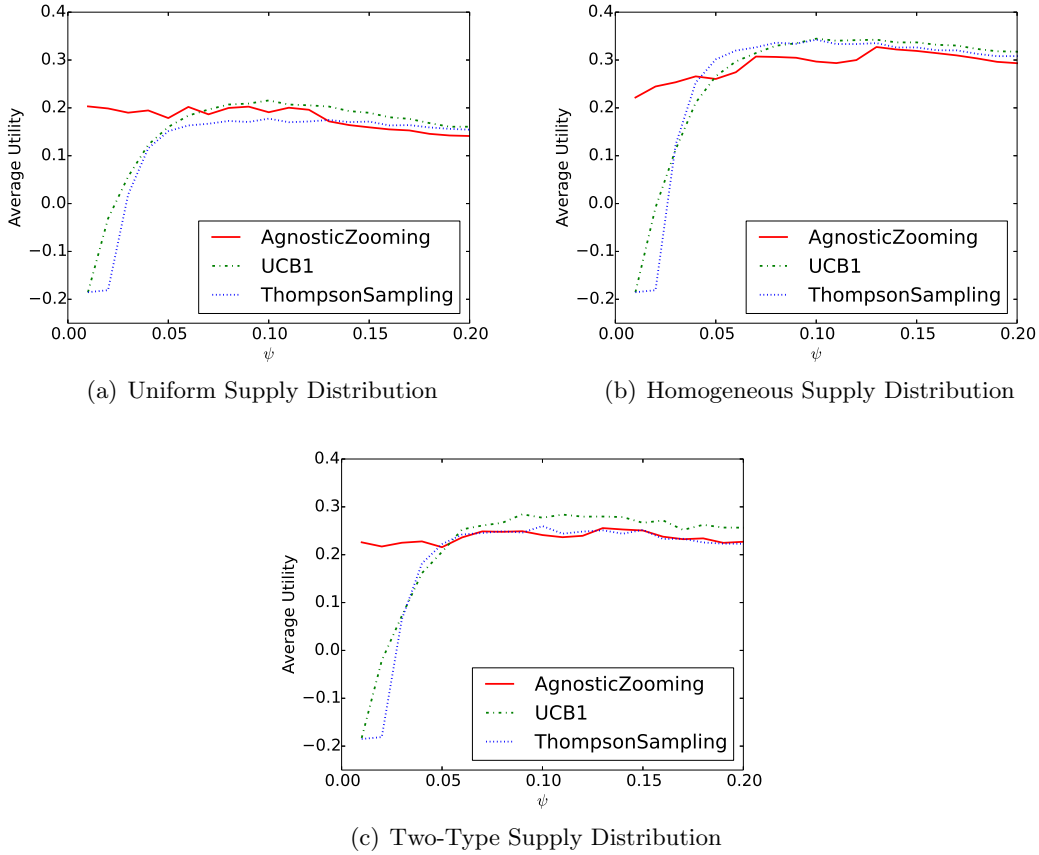 0.4
0.3
0.2
0.1
0.0
−0.1
−0.2
Average Utility
0.00 0.05 0.10 0.15 0.20
ψ
AgnosticZooming
UCB1
ThompsonSampling
(a) Uniform Supply Distribution
0.4
0.3
0.2
0.1
0.0
−0.1
−0.2
Average Utility
0.00 0.05 0.10 0.15 0.20
ψ
AgnosticZooming
UCB1
ThompsonSampling
(b) Homogeneous Supply Distribution
0.4
0.3
0.2
0.1
0.0
−0.1
−0.2
Average Utility
0.00 0.05 0.10 0.15 0.20
ψ
AgnosticZooming
UCB1
ThompsonSampling
(c) Two-Type Supply Distribution